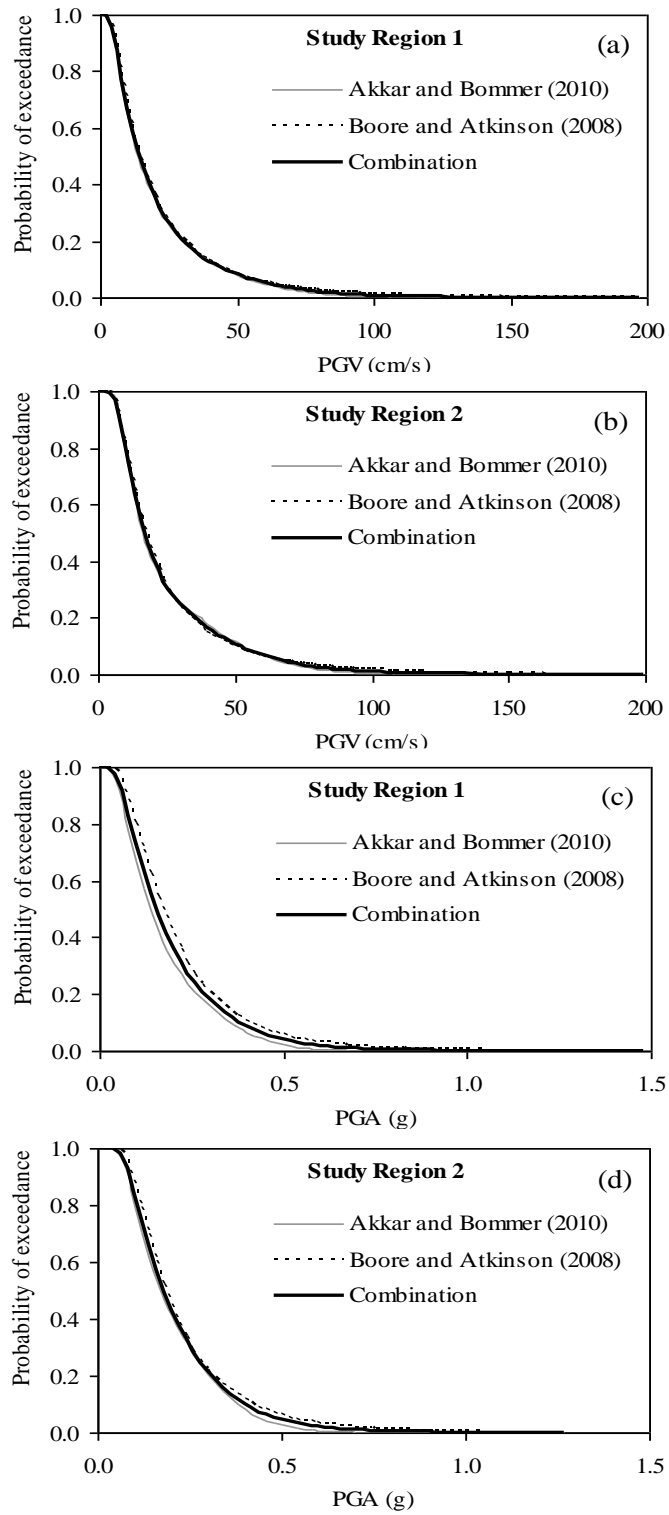 Probability of exceedance
1.0
0.8
0.6
0.4
0.2
0.0
Study Region 1
(a)
Akkar and Bommer (2010)
Boore and Atkinson (2008)
Combination
0
50
100
150
200
PGV (cm/s)
Probability of exceedance
1.0
0.8
0.6
0.4
0.2
0.0
Study Region 2
(b)
Akkar and Bommer (2010)
Boore and Atkinson (2008)
Combination
0
50
100
150
200
PGV (cm/s)
Probability of exceedance
1.0
0.8
0.6
0.4
0.2
0.0
Study Region 1
(c)
Akkar and Bommer (2010)
Boore and Atkinson (2008)
Combination
0.0
0.5
1.0
1.5
PGA (g)
Probability of exceedance
1.0
0.8
0.6
0.4
0.2
0.0
Study Region 2
(d)
Akkar and Bommer (2010)
Boore and Atkinson (2008)
Combination
0.0
0.5
1.0
1.5
PGA (g)